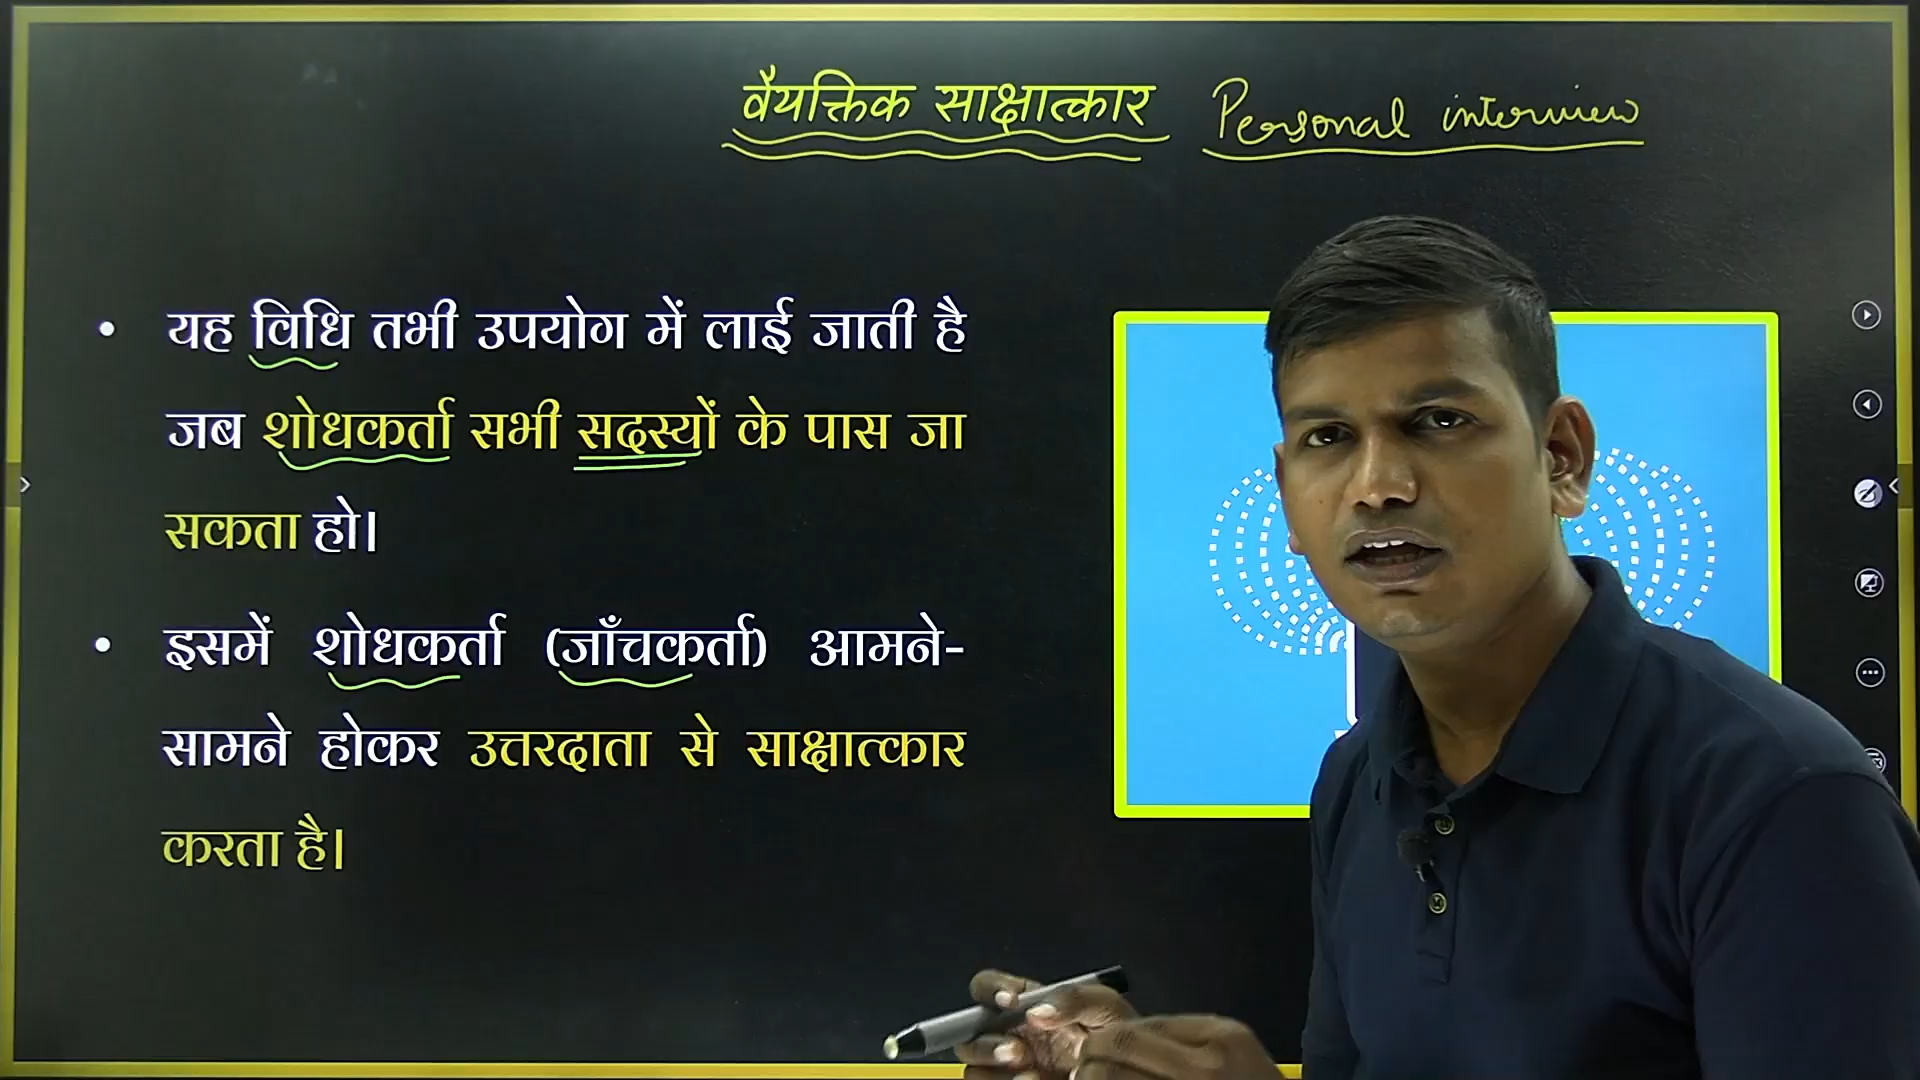 वैयक्तिक साक्षात्कार Personal interview
• यह विधि तभी उपयोग में लाई जाती है
जब शोधकर्ता सभी सदस्यों के पास जा
सकता हो।
• इसमें शोधकर्ता (जाँचकर्ता) आमने-
सामने होकर उत्तरदाता से साक्षात्कार
करता है।